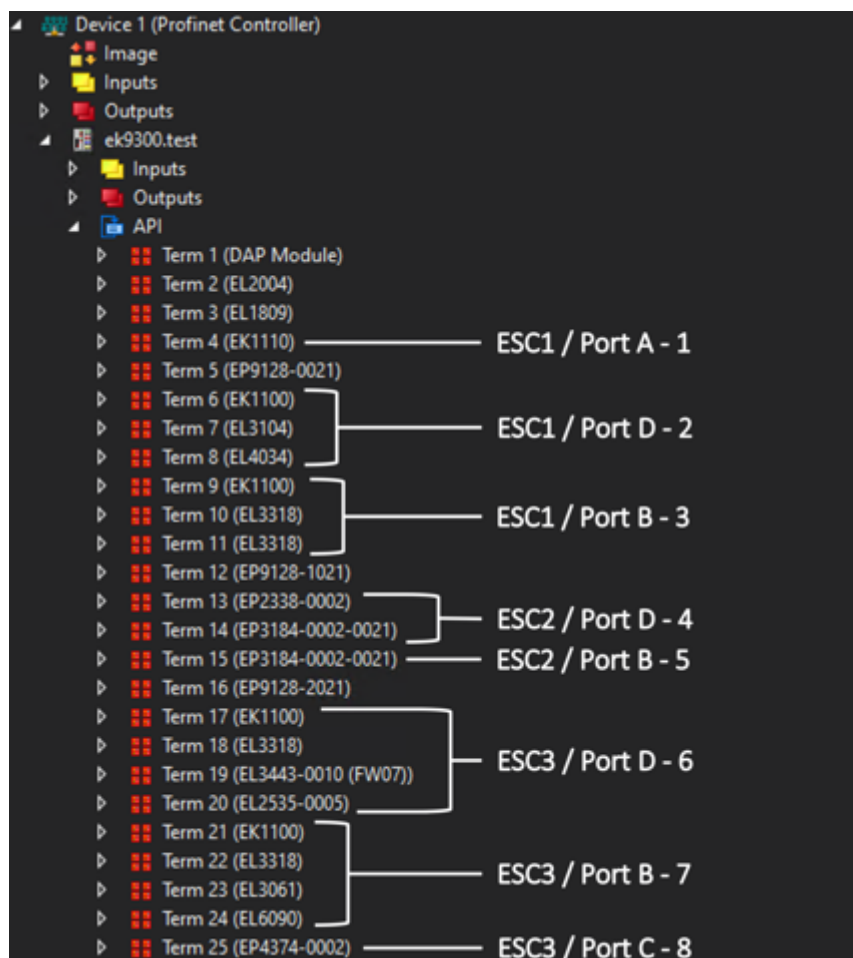 Device 1 (Profinet Controller)
Image
Inputs
Outputs
ek9300.test
Inputs
Outputs
API
Term 1 (DAP Module)
Term 2 (EL2004)
Term 3 (EL1809)
Term 4 (EK1110) ESC1 / Port A - 1
Term 5 (EP9128-0021)
Term 6 (EK1100)
Term 7 (EL3104) ESC1 / Port D - 2
Term 8 (EL4034)
Term 9 (EK1100)
Term 10 (EL3318) ESC1 / Port B - 3
Term 11 (EL3318)
Term 12 (EP9128-1021)
Term 13 (EP2338-0002) ESC2 / Port D - 4
Term 14 (EP3184-0002-0021)
Term 15 (EP3184-0002-0021) ESC2 / Port B - 5
Term 16 (EP9128-2021)
Term 17 (EK1100)
Term 18 (EL3318) ESC3 / Port D - 6
Term 19 (EL3443-0010 (FW07))
Term 20 (EL2535-0005)
Term 21 (EK1100)
Term 22 (EL3318) ESC3 / Port B - 7
Term 23 (EL3061)
Term 24 (EL6090)
Term 25 (EP4374-0002) ESC3 / Port C - 8